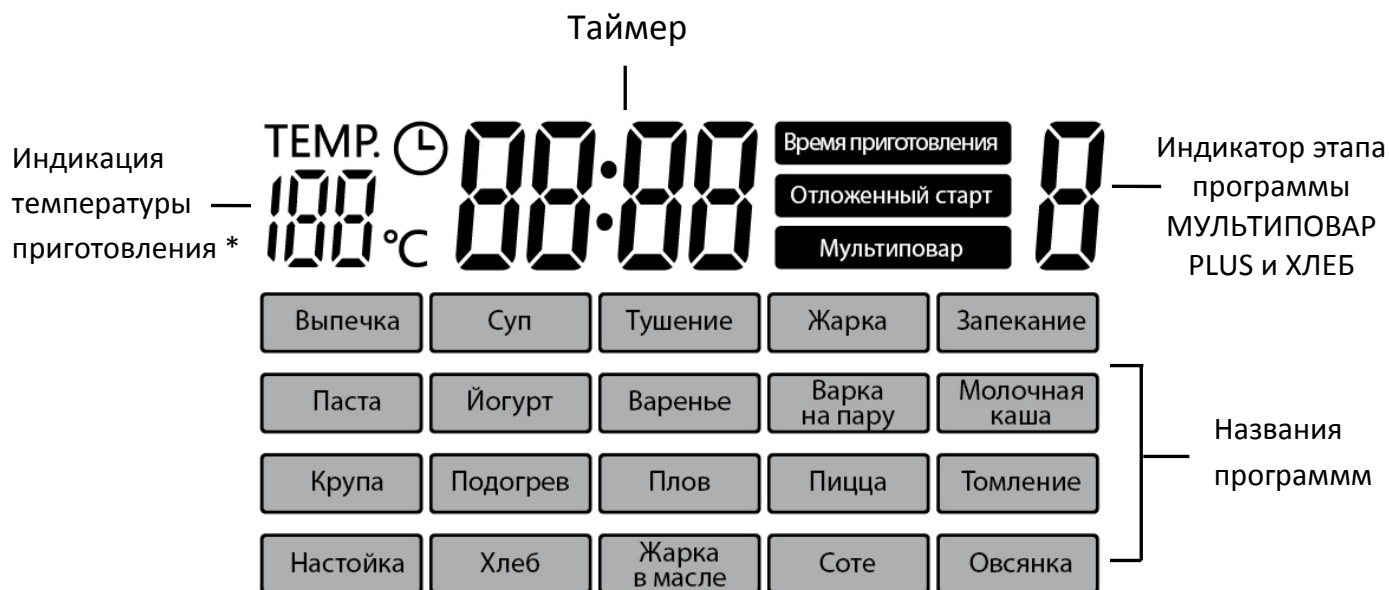 Таймер
Индикация
температуры
приготовления *
TEMP.
188 °C
88:88
Время приготовления
Отложенный старт
Мультиповар
8
Индикатор этапа
программы
МУЛЬТИПОВАР
PLUS и ХЛЕБ
Выпечка
Суп
Тушение
Жарка
Запекание
Паста
Йогурт
Варенье
Варка
на пару
Молочная
каша
Крупа
Подогрев
Плов
Пицца
Томление
Настойка
Хлеб
Жарка
в масле
Соте
Овсянка
Названия
программм